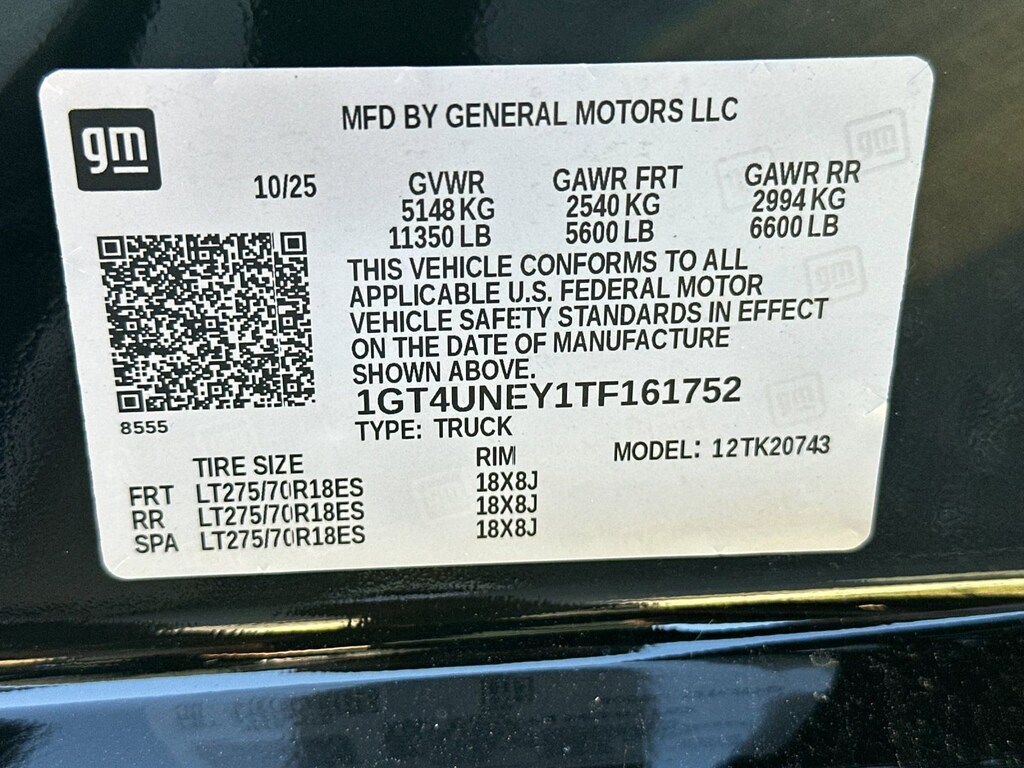 gm
MFD BY GENERAL MOTORS LLC
10/25 GVWR GAWR FRT GAWR RR
5148 KG 2540 KG 2994 KG
11350 LB 5600 LB 6600 LB
THIS VEHICLE CONFORMS TO ALL
APPLICABLE U.S. FEDERAL MOTOR
VEHICLE SAFETY STANDARDS IN EFFECT
ON THE DATE OF MANUFACTURE
SHOWN ABOVE.
1GT4UNEY1TF161752
8555
TYPE: TRUCK
MODEL: 12TK20743
TIRE SIZE RIM
FRT LT275/70R18ES 18X8J
RR LT275/70R18ES 18X8J
SPA LT275/70R18ES 18X8J